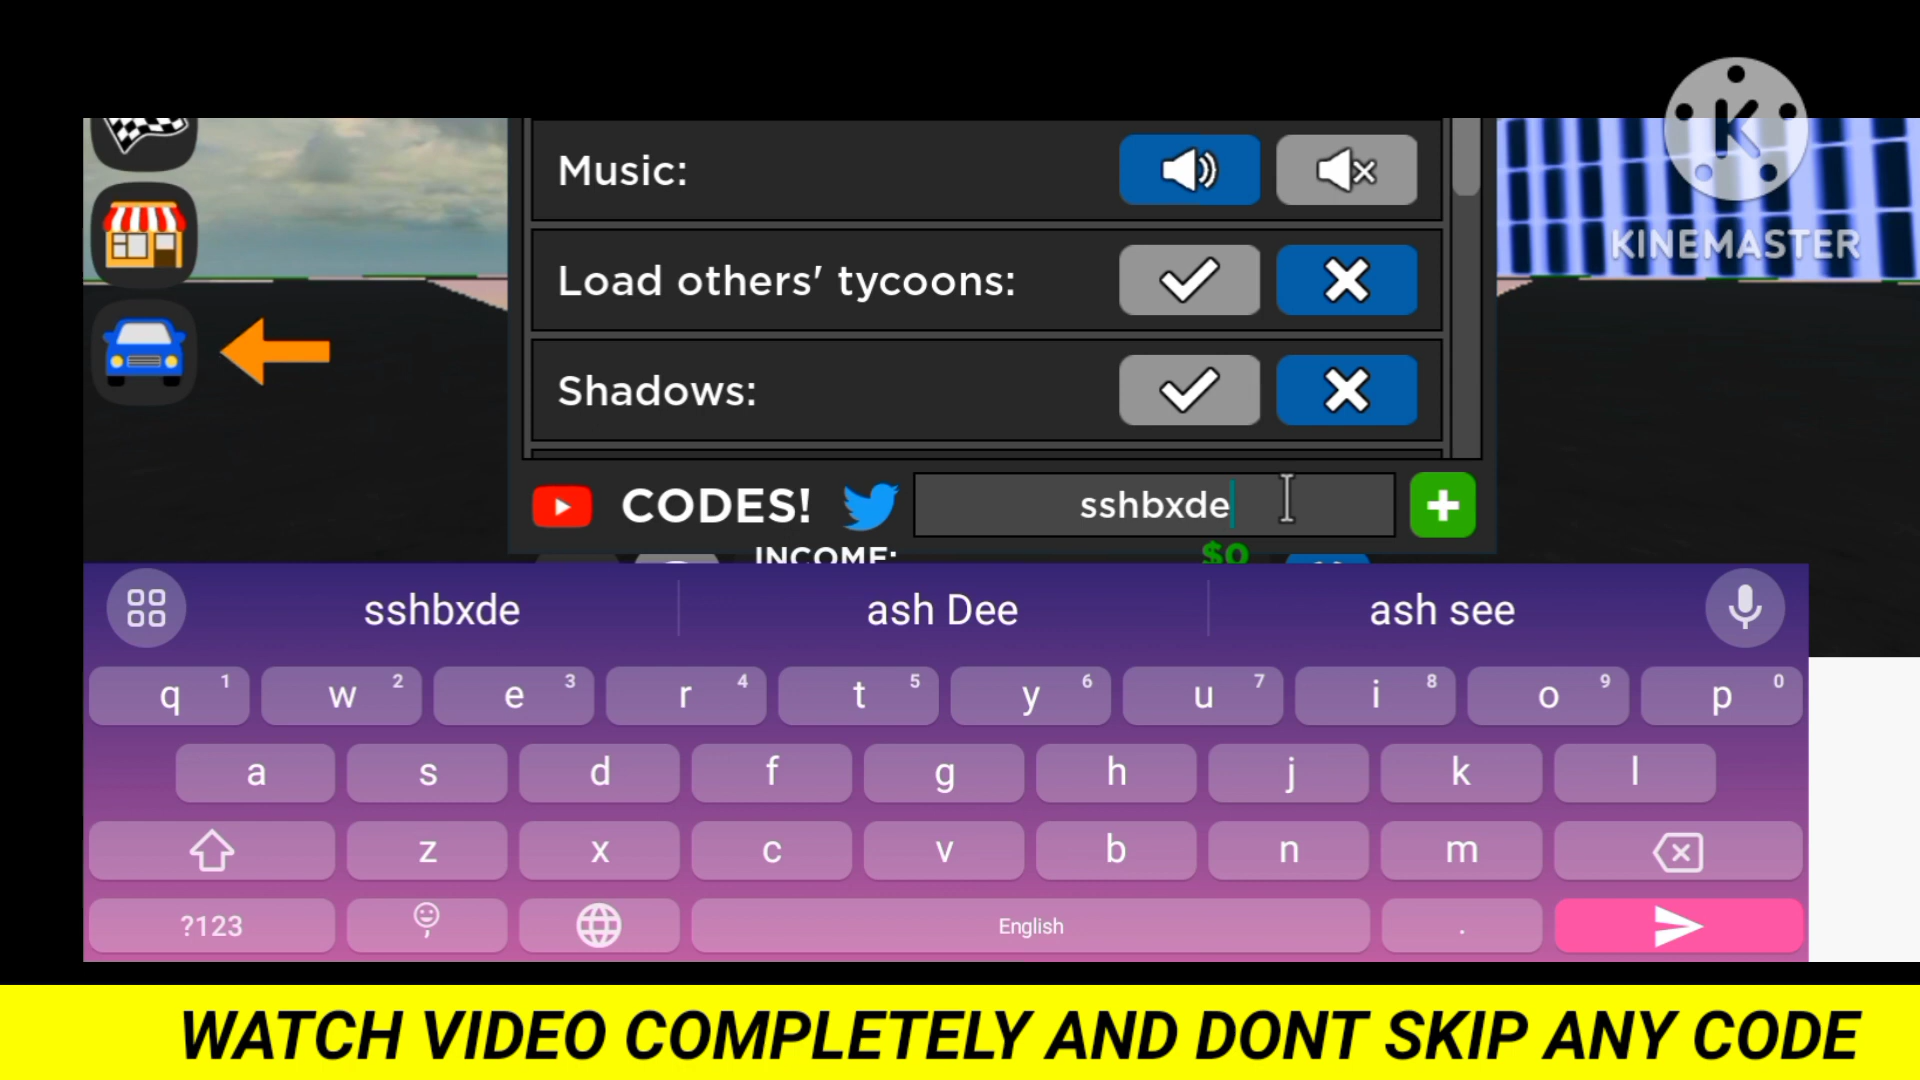 K
KINEMASTER
Music:
Load others' tycoons:
Shadows:
CODES! sshbxde
INCOME: $0
sshbxde ash Dee ash see
q 1 w 2 e 3 r 4 t 5 y 6 u 7 i 8 o 9 p 0
a s d f g h j k l
z x c v b n m
?123 , English .
WATCH VIDEO COMPLETELY AND DONT SKIP ANY CODE